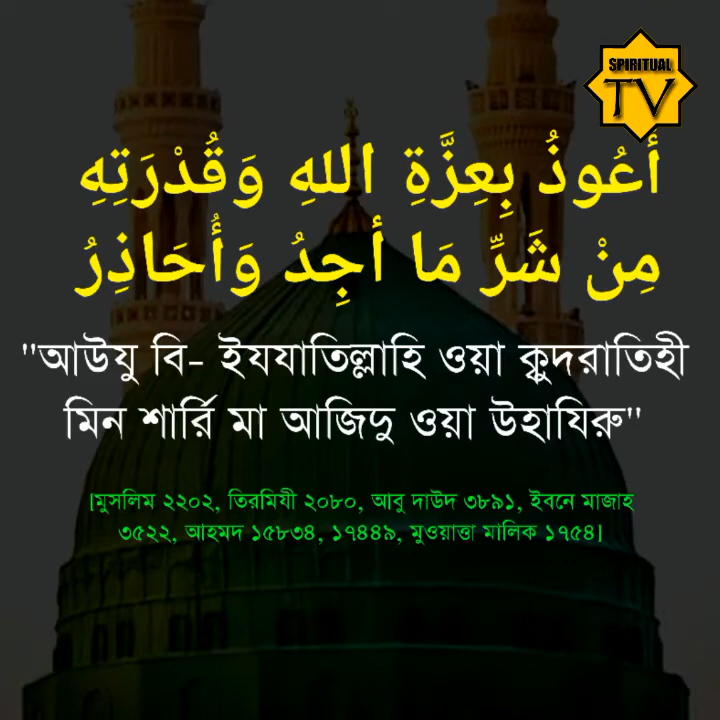 SPIRITUAL
TV
أَعُوذُ بِعِزَّةِ اللهِ وَقُدْرَتِهِ
مِنْ شَرِّ مَا أَجِدُ وَأُحَاذِرُ
"আউযু বি- ইযযাতিল্লাহি ওয়া ক্বুদরাতিহী
মিন শার্রি মা আজিদু ওয়া উহাযিরু"
[মুসলিম ২২০২, তিরমিযী ২০৮০, আবু দাউদ ৩৮৯১, ইবনে মাজাহ
৩৫২২, আহমদ ১৫৮৩৪, ১৭৪৪৯, মুওয়াত্তা মালিক ১৭৫৪]